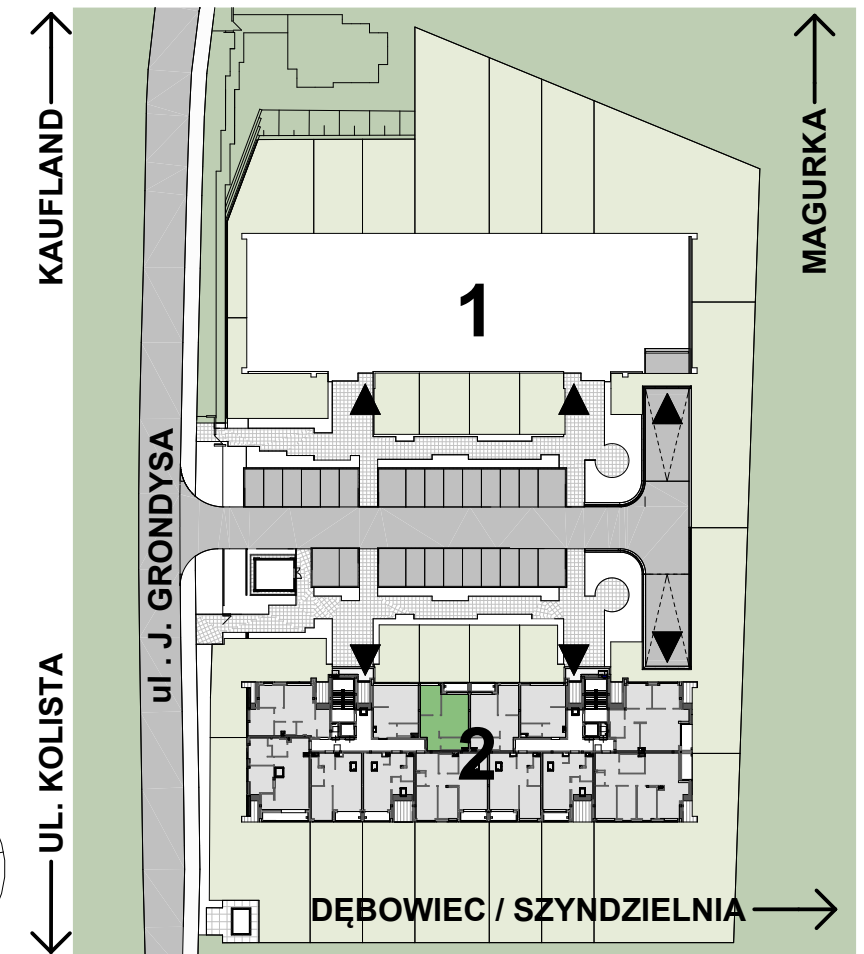 KAUFLAND
MAGURKA
1
ul . J. GRONDYSA
UL. KOLISTA
2
DĘBOWIEC / SZYNDZIELNIA